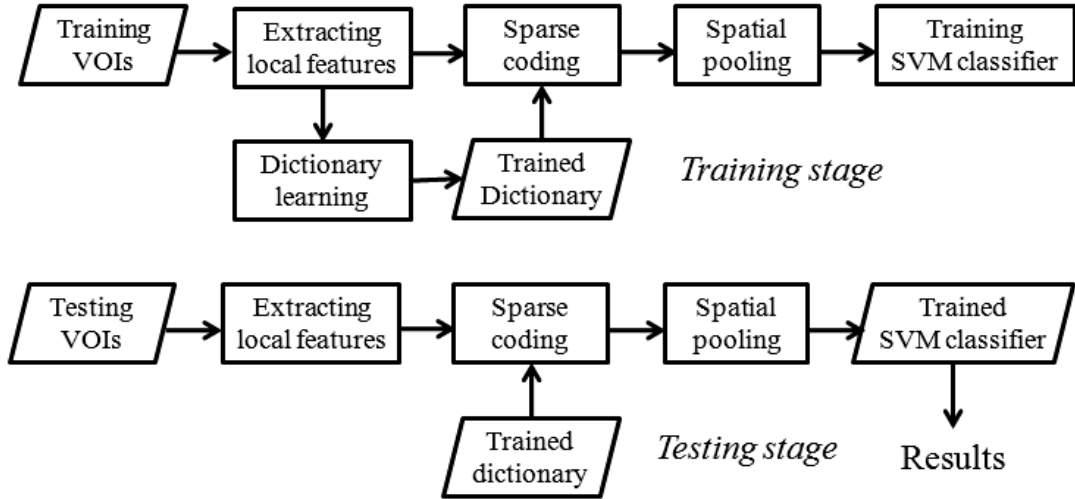 Training
VOIs
Extracting
local features
Sparse
coding
Spatial
pooling
Training
SVM classifier
Dictionary
learning
Trained
Dictionary
Training stage
Testing
VOIs
Extracting
local features
Sparse
coding
Spatial
pooling
Trained
SVM classifier
Trained
dictionary
Testing stage
Results